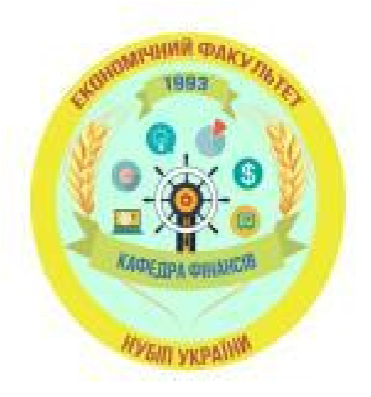 ЕКОНОМІЧНИЙ ФАКУЛЬТЕТ
1993
$
КАФЕДРА ФІНАНСІВ
НУБІП УКРАЇНИ